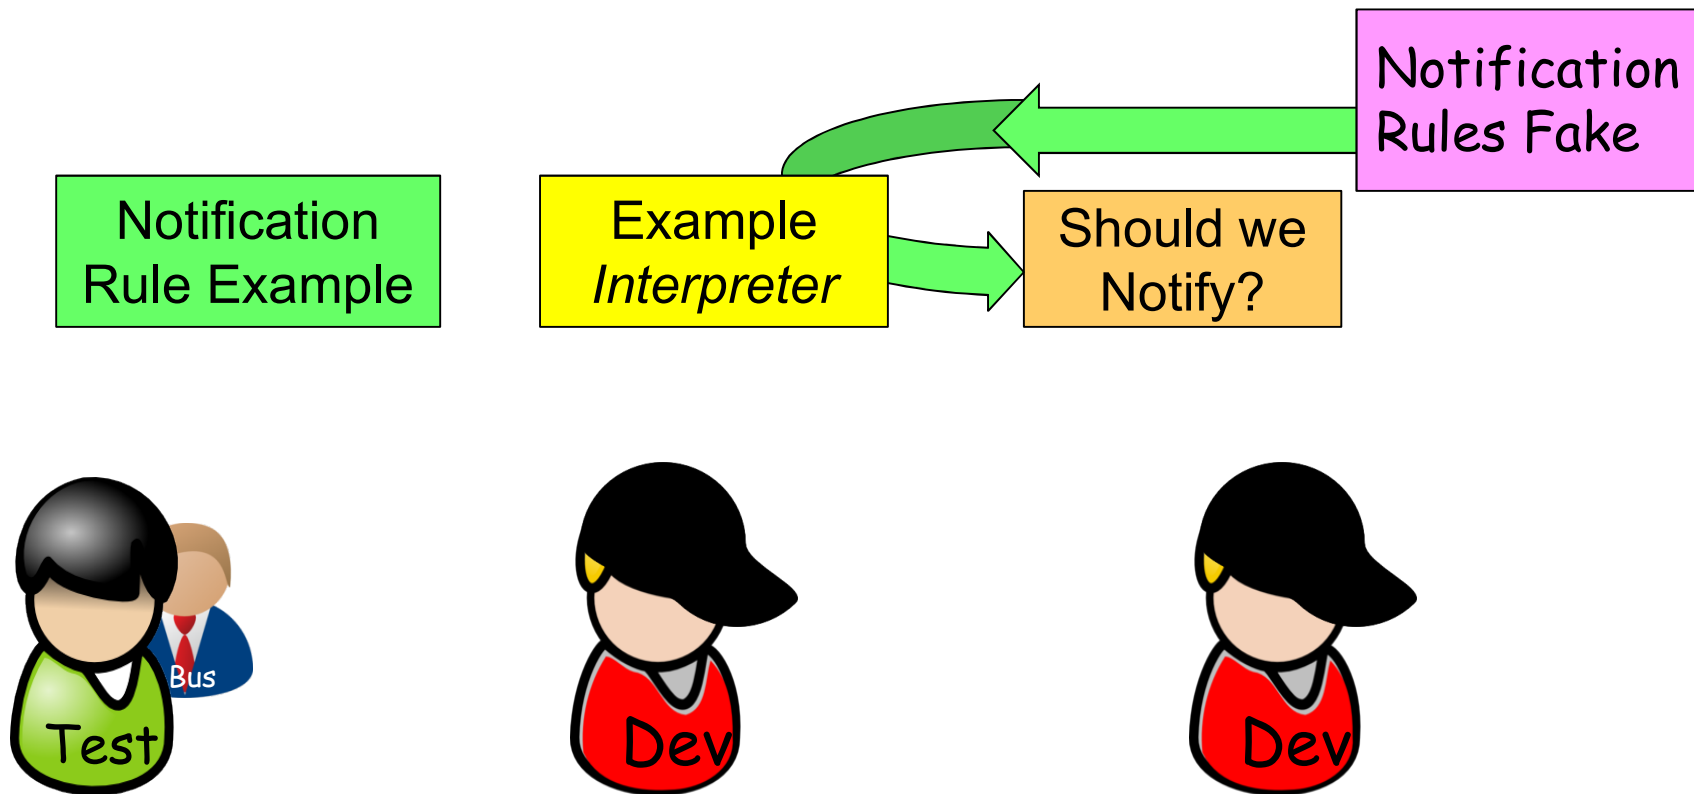 Notification
Rules Fake
Notification
Rule Example
Example
Interpreter
Should we
Notify?
Bus
Test
Dev
Dev